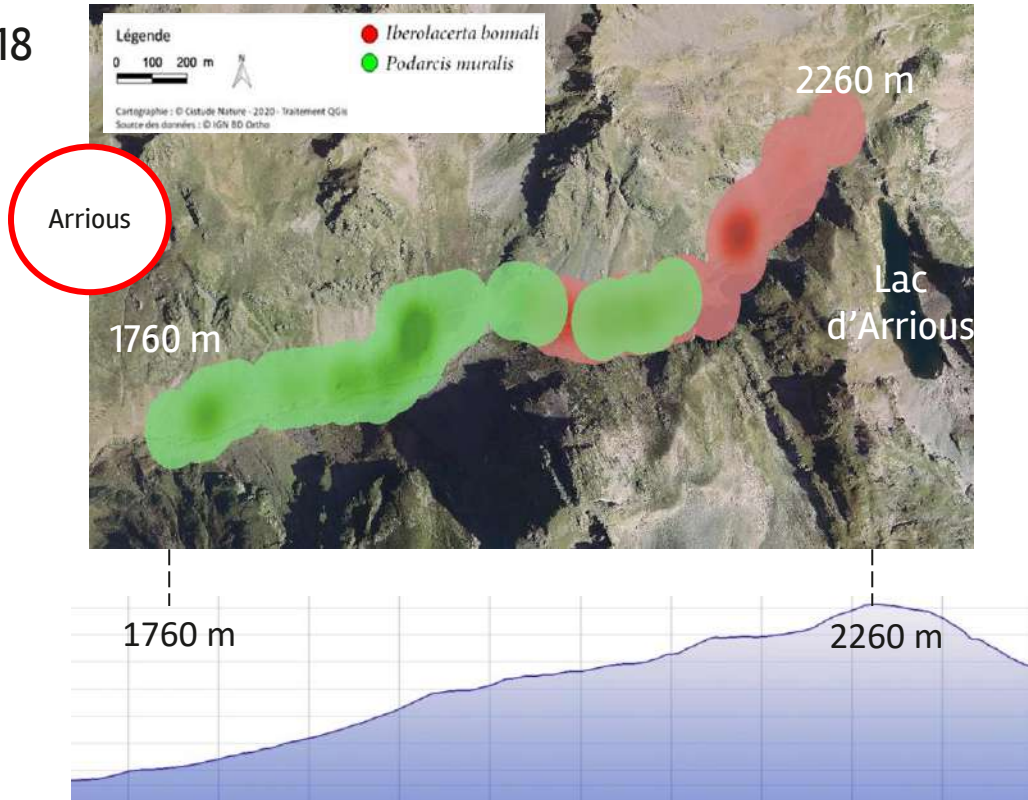 18
Légende
0 100 200 m
N
Iberolacerta bonnali
Podarcis muralis
Cartographie : © Cistude Nature - 2020 - Traitement QGis
Source des données : © IGN BD Ortho
2260 m
Arrious
Lac
d'Arrious
1760 m
1760 m
2260 m